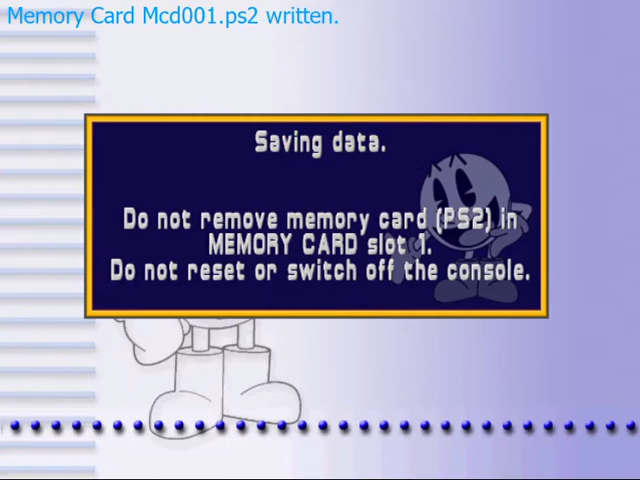 Memory Card Mcd001.ps2 written.
Saving data.
Do not remove memory card (PS2) in
MEMORY CARD slot 1.
Do not reset or switch off the console.